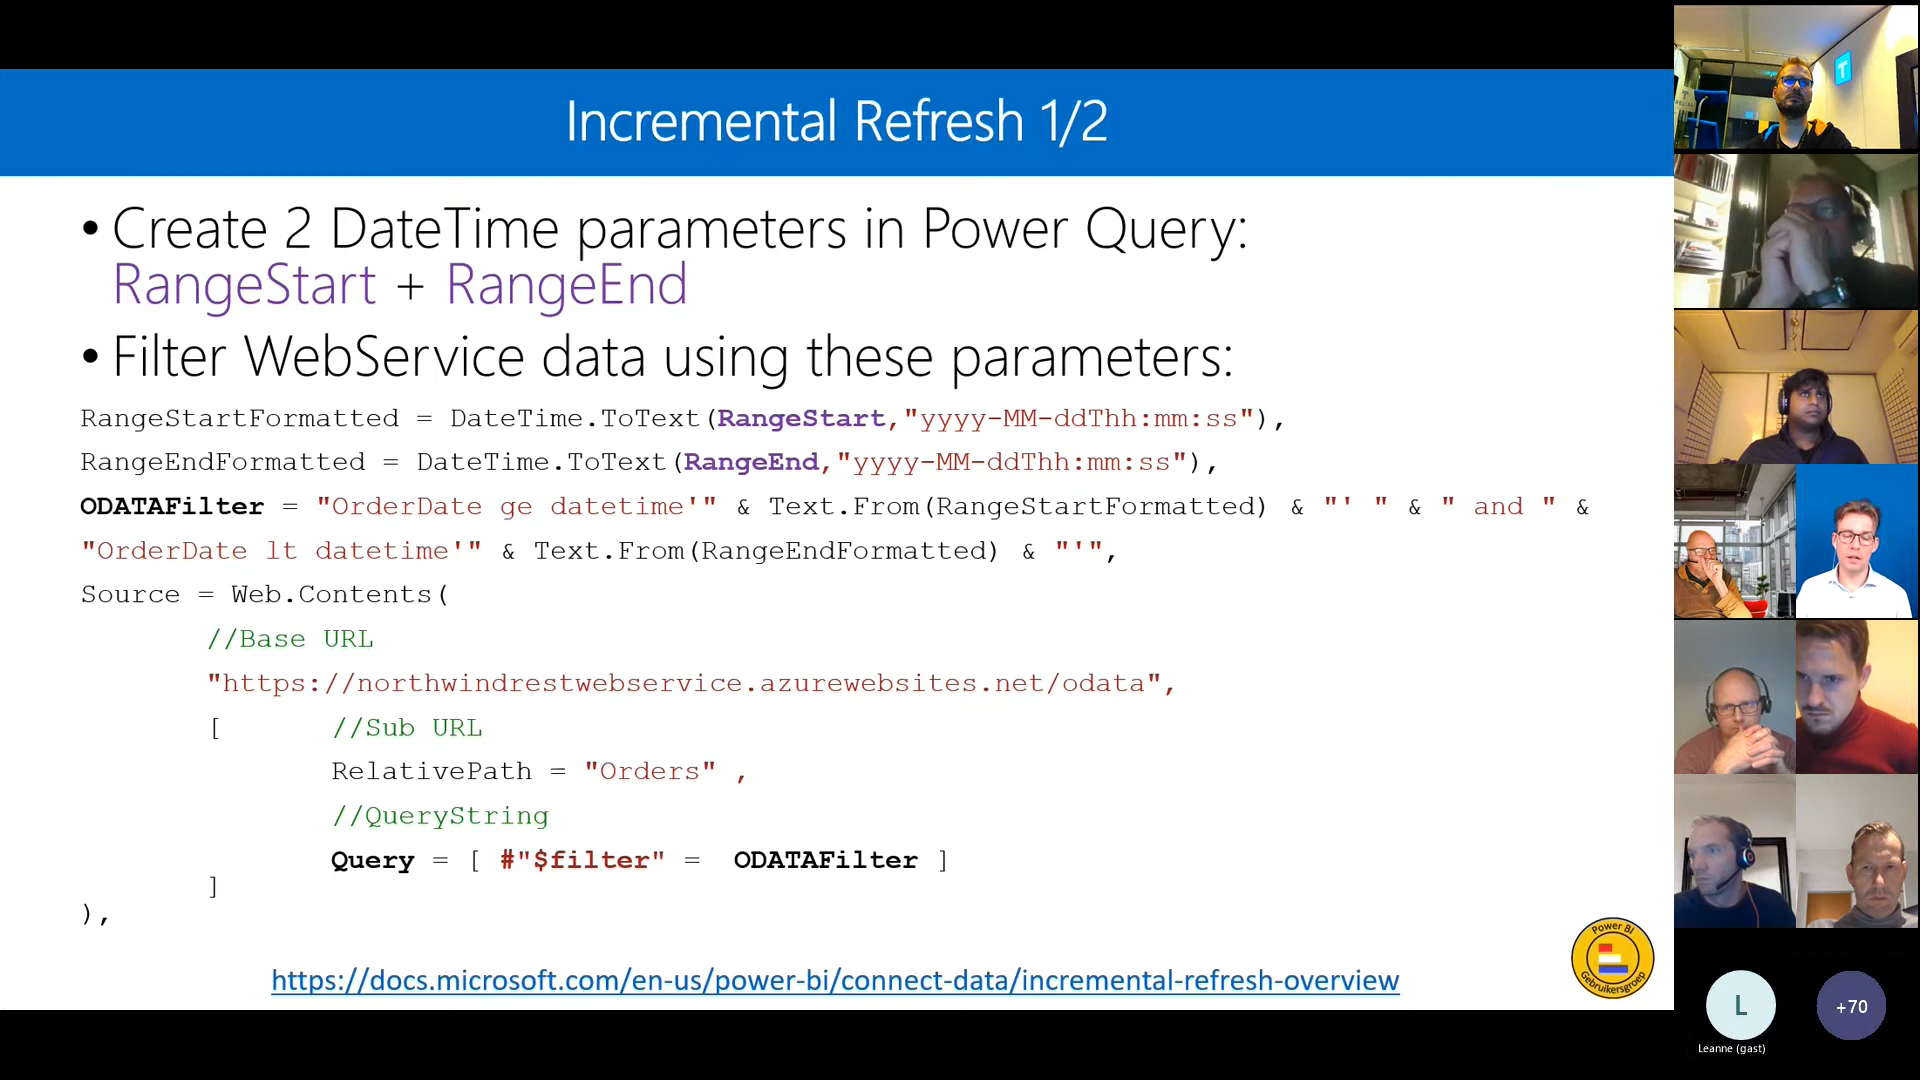 Incremental Refresh 1/2
• Create 2 DateTime parameters in Power Query:
RangeStart + RangeEnd
• Filter WebService data using these parameters:
RangeStartFormatted = DateTime.ToText(RangeStart,"yyyy-MM-ddThh:mm:ss"),
RangeEndFormatted = DateTime.ToText(RangeEnd,"yyyy-MM-ddThh:mm:ss"),
ODATAFilter = "OrderDate ge datetime'" & Text.From(RangeStartFormatted) & "' " & " and " &
"OrderDate lt datetime'" & Text.From(RangeEndFormatted) & "'",
Source = Web.Contents(
//Base URL
"https://northwindrestwebservice.azurewebsites.net/odata",
[ //Sub URL
RelativePath = "Orders" ,
//QueryString
Query = [ #"$filter" = ODATAFilter ]
]
),
https://docs.microsoft.com/en-us/power-bi/connect-data/incremental-refresh-overview
Power BI
Gebruikersgroep
L
+70
Leanne (gast)